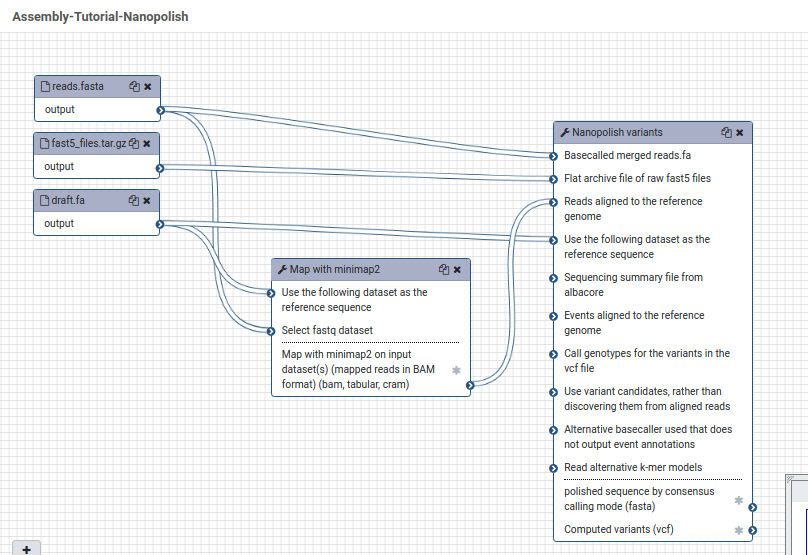 Assembly-Tutorial-Nanopolish
reads.fasta
output
fast5_files.tar.gz
output
draft.fa
output
Map with minimap2
Use the following dataset as the
reference sequence
Select fastq dataset
Map with minimap2 on input
dataset(s) (mapped reads in BAM
format) (bam, tabular, cram)
Nanopolish variants
Basecalled merged reads.fa
Flat archive file of raw fast5 files
Reads aligned to the reference
genome
Use the following dataset as the
reference sequence
Sequencing summary file from
albacore
Events aligned to the reference
genome
Call genotypes for the variants in the
vcf file
Use variant candidates, rather than
discovering them from aligned reads
Alternative basecaller used that does
not output event annotations
Read alternative k-mer models
polished sequence by consensus
calling mode (fasta)
Computed variants (vcf)